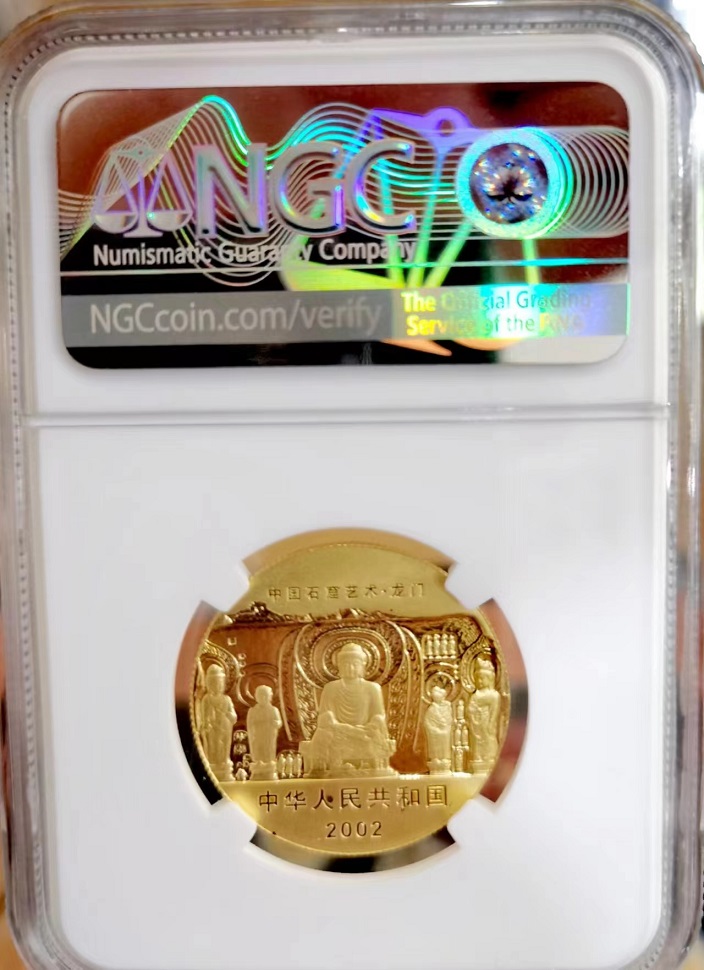 NGC
Numismatic Guaranty Company
NGCcoin.com/verify
The Official Grading
Service of the ANA
中国石窟艺术·龙门
中华人民共和国
2002